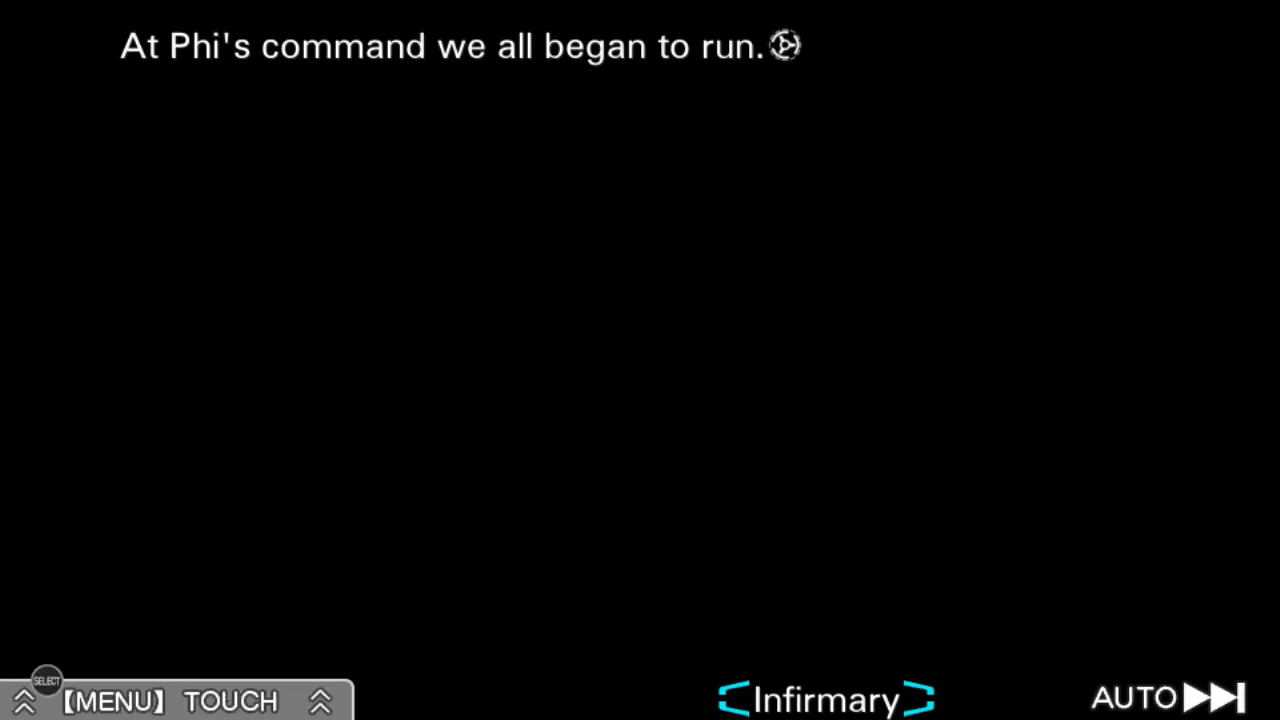 At Phi's command we all began to run.
SELECT
【MENU】 TOUCH
Infirmary
AUTO